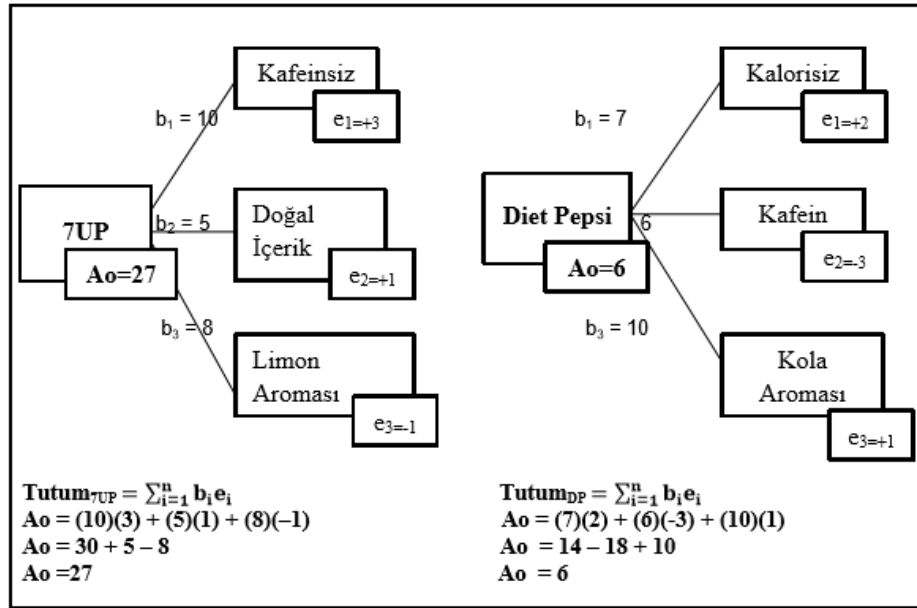 Kafeinsiz
e1=+3
b1 = 10
7UP
Ao=27
b2 = 5
Doğal
İçerik
e2=+1
b3 = 8
Limon
Aroması
e3=-1
Tutum7UP = ∑ni=1 biei
Ao = (10)(3) + (5)(1) + (8)(–1)
Ao = 30 + 5 – 8
Ao =27
Kalorisiz
e1=+2
b1 = 7
Diet Pepsi
Ao=6
6
Kafein
e2=-3
b3 = 10
Kola
Aroması
e3=+1
TutumDP = ∑ni=1 biei
Ao = (7)(2) + (6)(-3) + (10)(1)
Ao = 14 – 18 + 10
Ao = 6